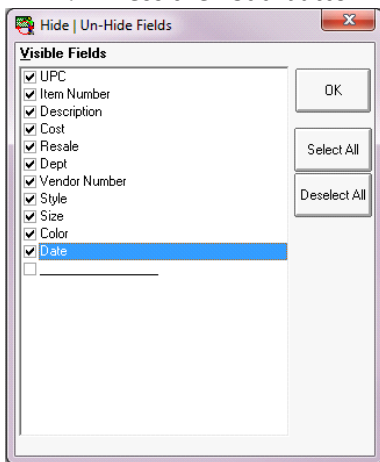 Hide | Un-Hide Fields
Visible Fields
UPC
Item Number
Description
Cost
Resale
Dept
Vendor Number
Style
Size
Color
Date
OK
Select All
Deselect All